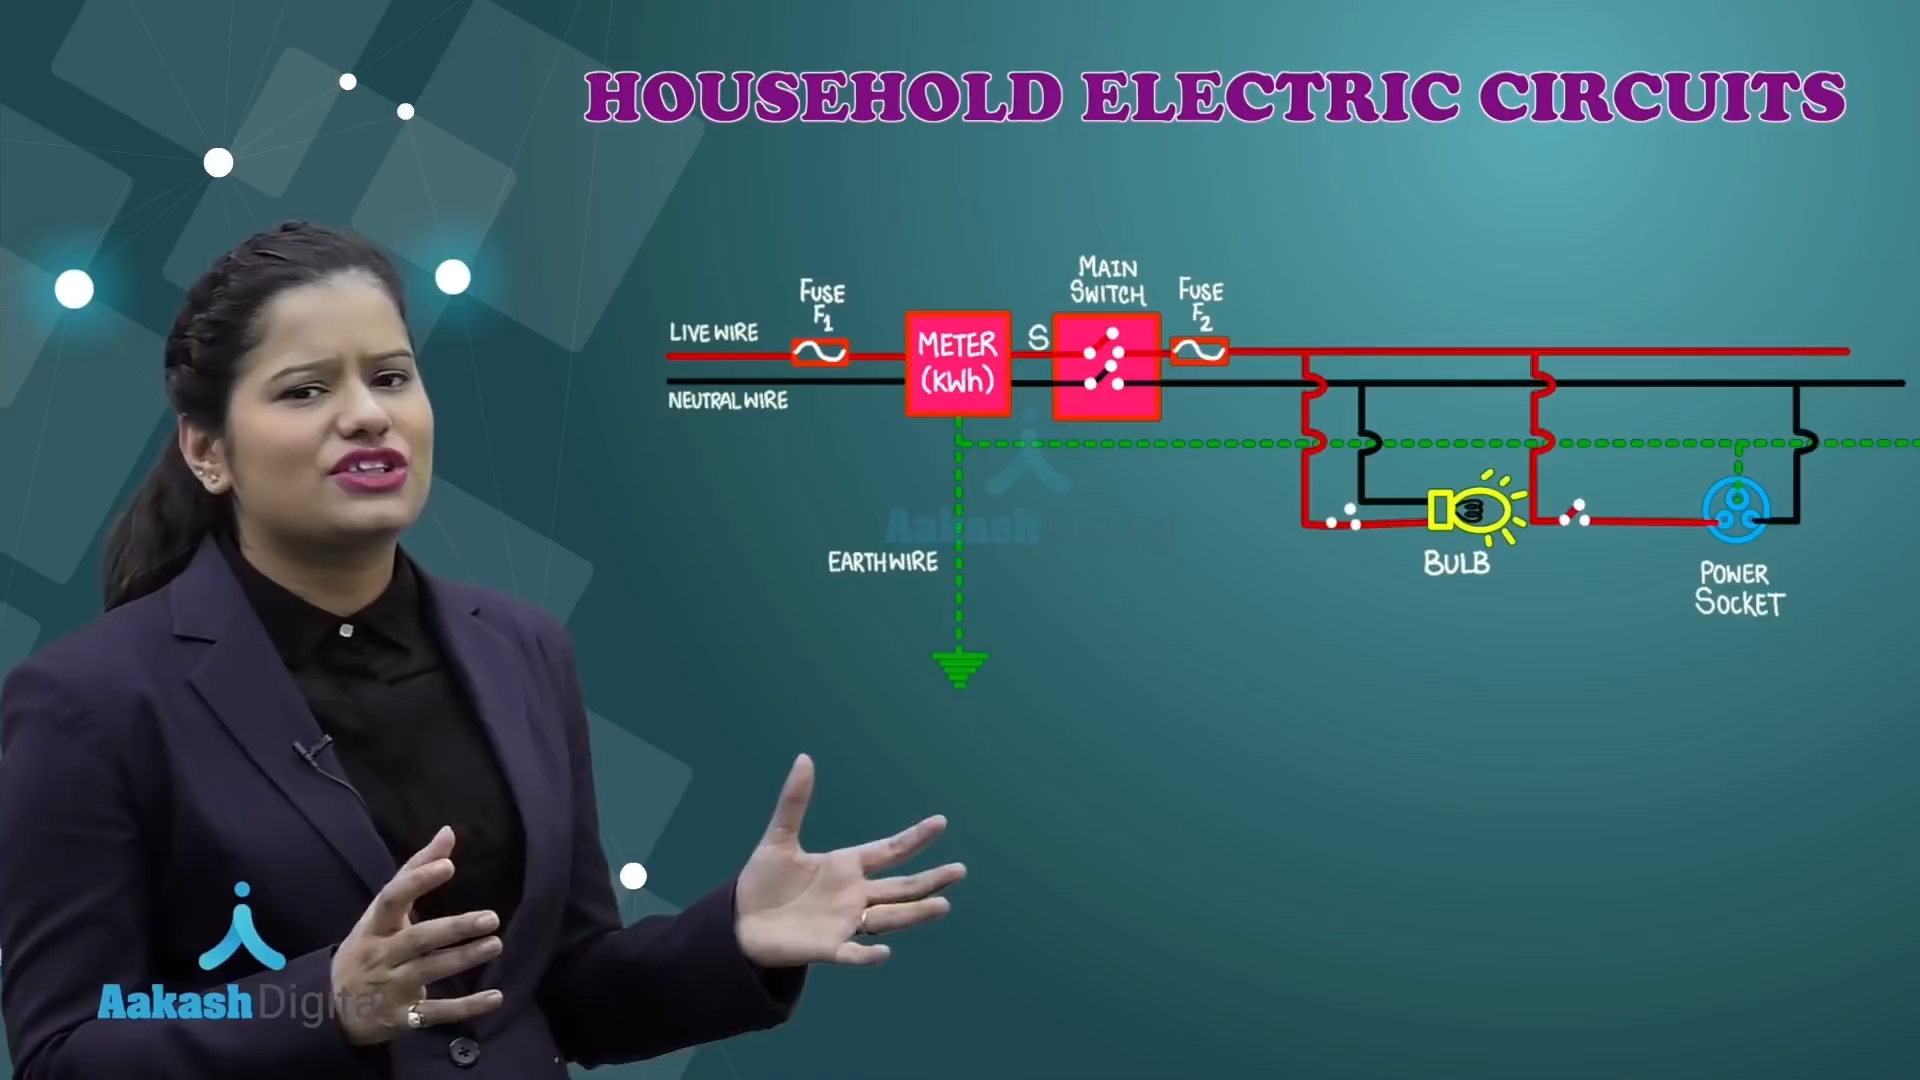 HOUSEHOLD ELECTRIC CIRCUITS
LIVE WIRE
FUSE
F1
METER
(KWh)
S
MAIN
SWITCH
FUSE
F2
NEUTRAL WIRE
EARTH WIRE
BULB
POWER
SOCKET
Aakash
Aakash Digital